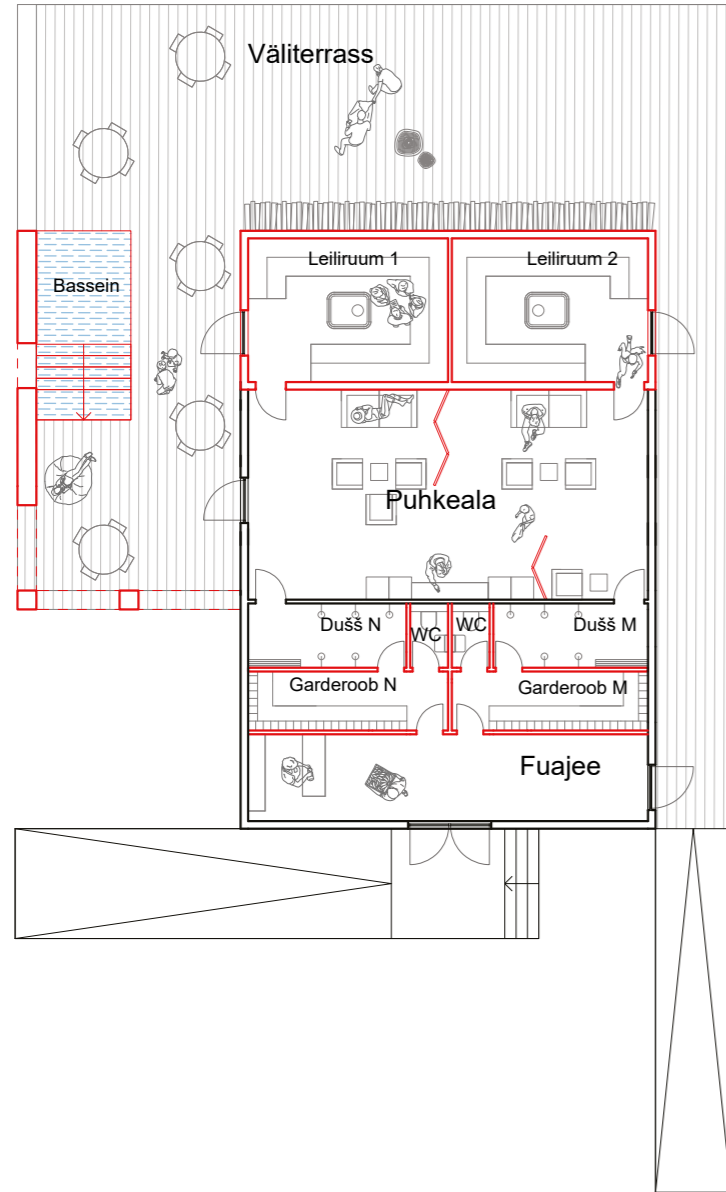 Väliterrass
Leiliruum 1
Leiliruum 2
Bassein
Puhkeala
Dušš N
WC
WC
Dušš M
Garderoob N
Garderoob M
Fuajee